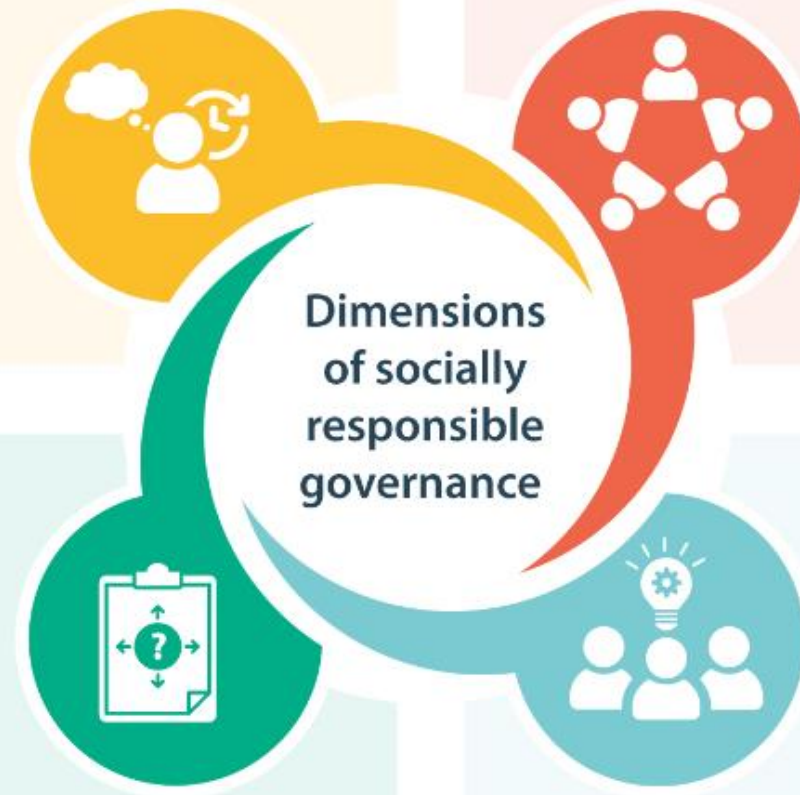 Dimensions
of socially
responsible
governance
?